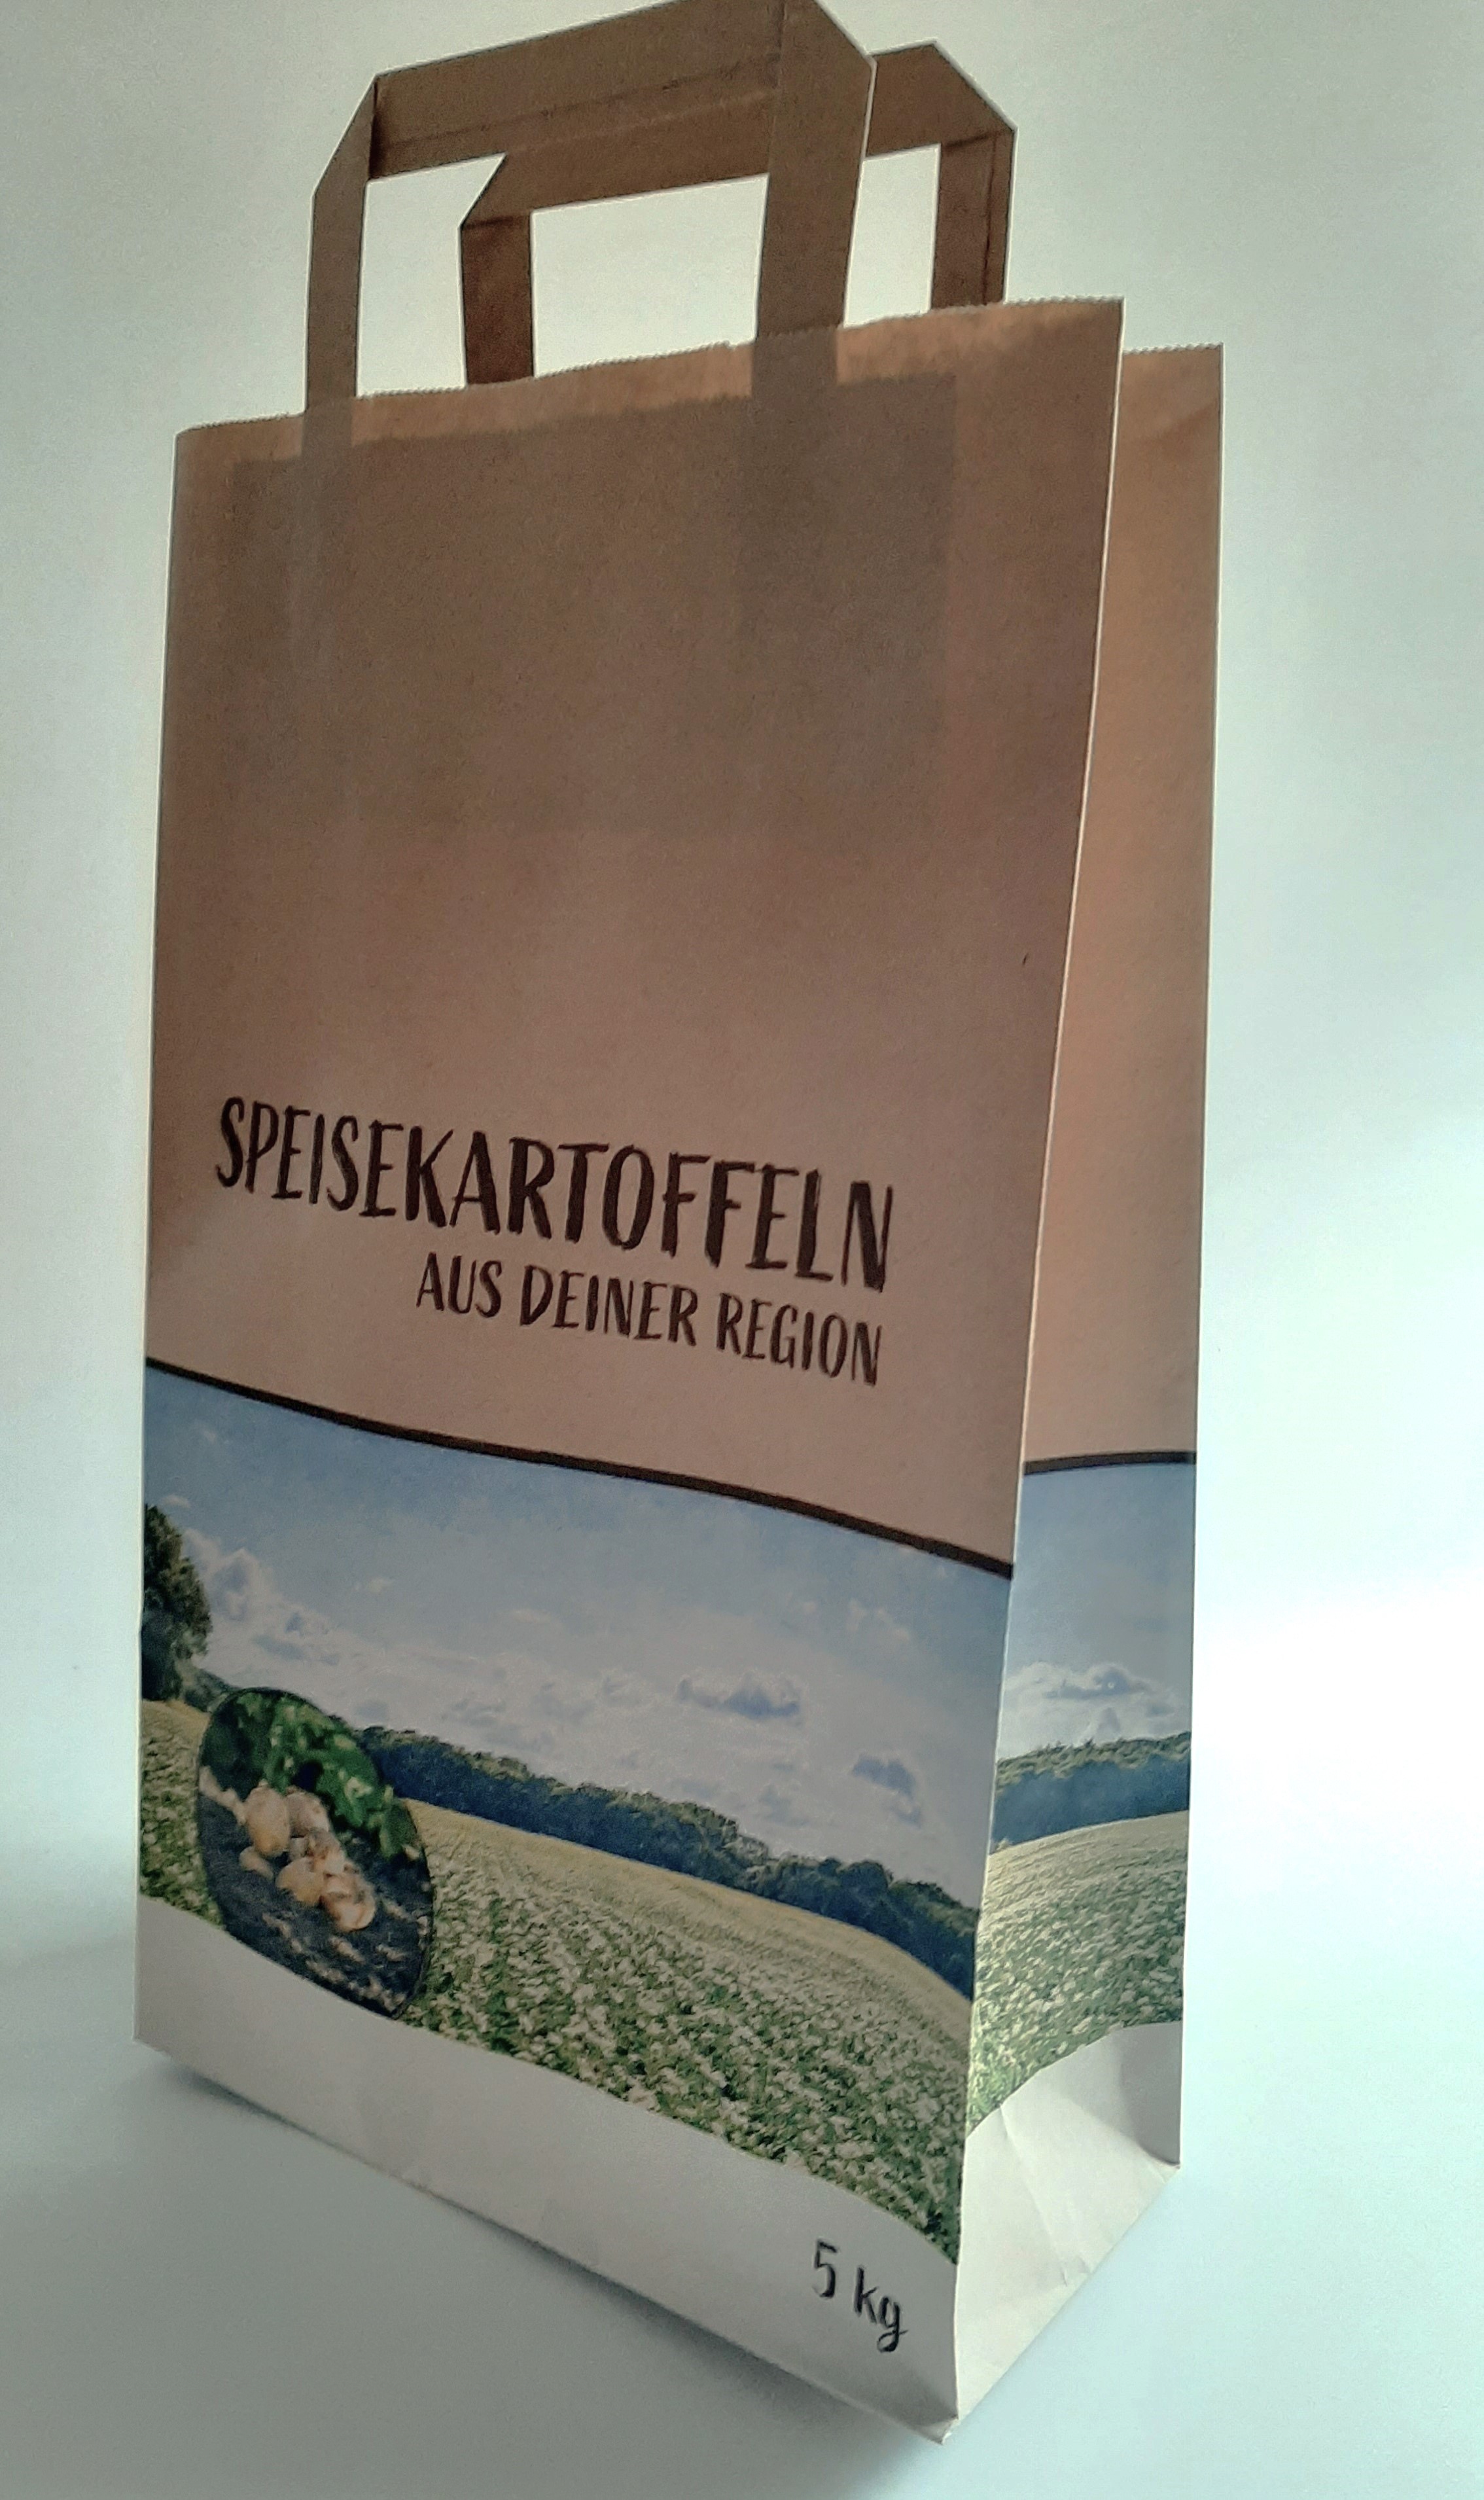 SPEISEKARTOFFELN
AUS DEINER REGION
5 kg